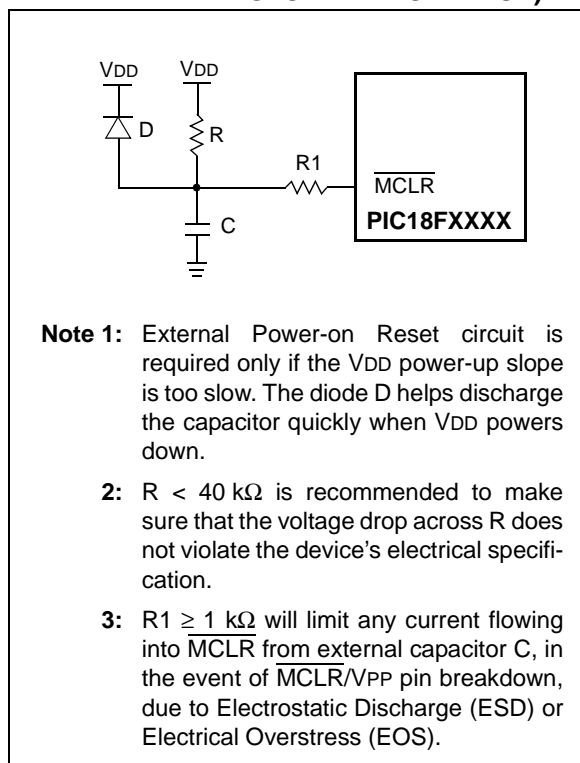 VDD VDD
D
R
R1
MCLR
C
PIC18FXXXX
Note 1: External Power-on Reset circuit is
required only if the VDD power-up slope
is too slow. The diode D helps discharge
the capacitor quickly when VDD powers
down.
2: R < 40 kΩ is recommended to make
sure that the voltage drop across R does
not violate the device's electrical specifi-
cation.
3: R1 ≥ 1 kΩ will limit any current flowing
into MCLR from external capacitor C, in
the event of MCLR/VPP pin breakdown,
due to Electrostatic Discharge (ESD) or
Electrical Overstress (EOS).